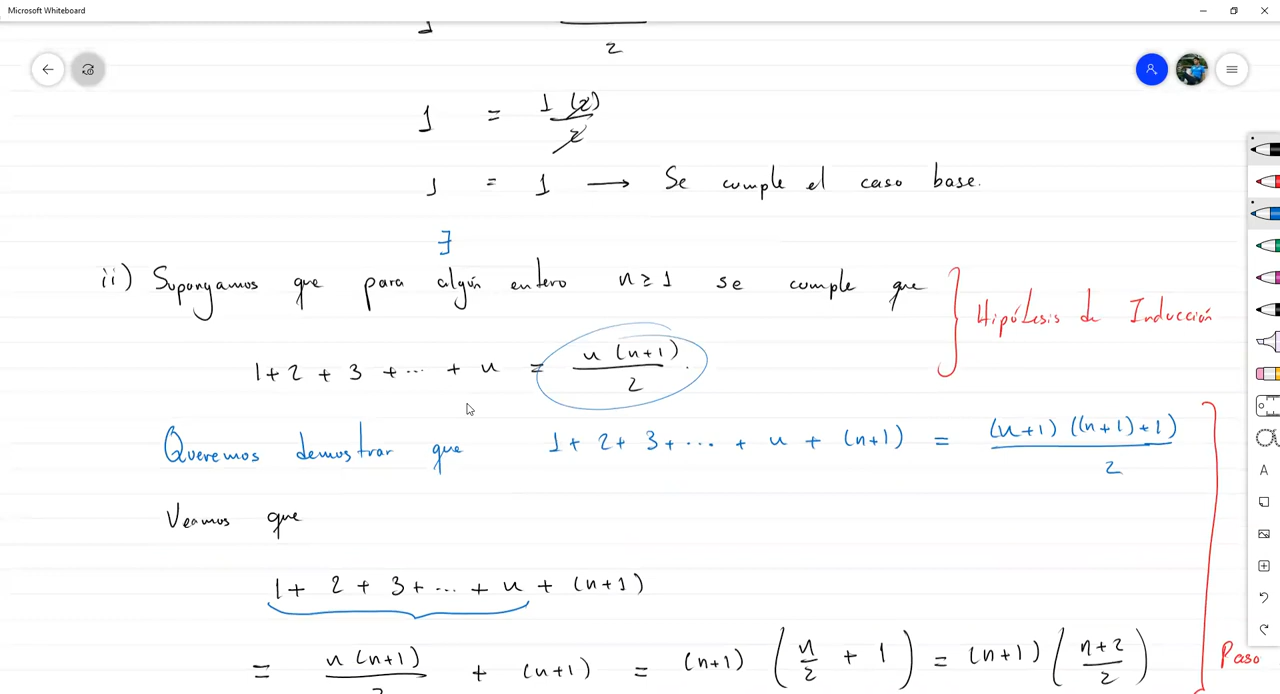 Microsoft Whiteboard
1 2
1 = 1 (2) / 2
1 = 1 → Se cumple el caso base.
∃
ii) Supongamos que para algún entero n ≥ 1 se cumple que
Hipótesis de Inducción
1 + 2 + 3 + ... + n = n (n+1) / 2 .
Queremos demostrar que 1 + 2 + 3 + ... + n + (n+1) = (n+1) ((n+1)+1) / 2
Veamos que
1 + 2 + 3 + ... + n + (n+1)
= n (n+1) / 2 + (n+1) = (n+1) ( n/2 + 1 ) = (n+1) ( n+2 / 2 )
Paso
A